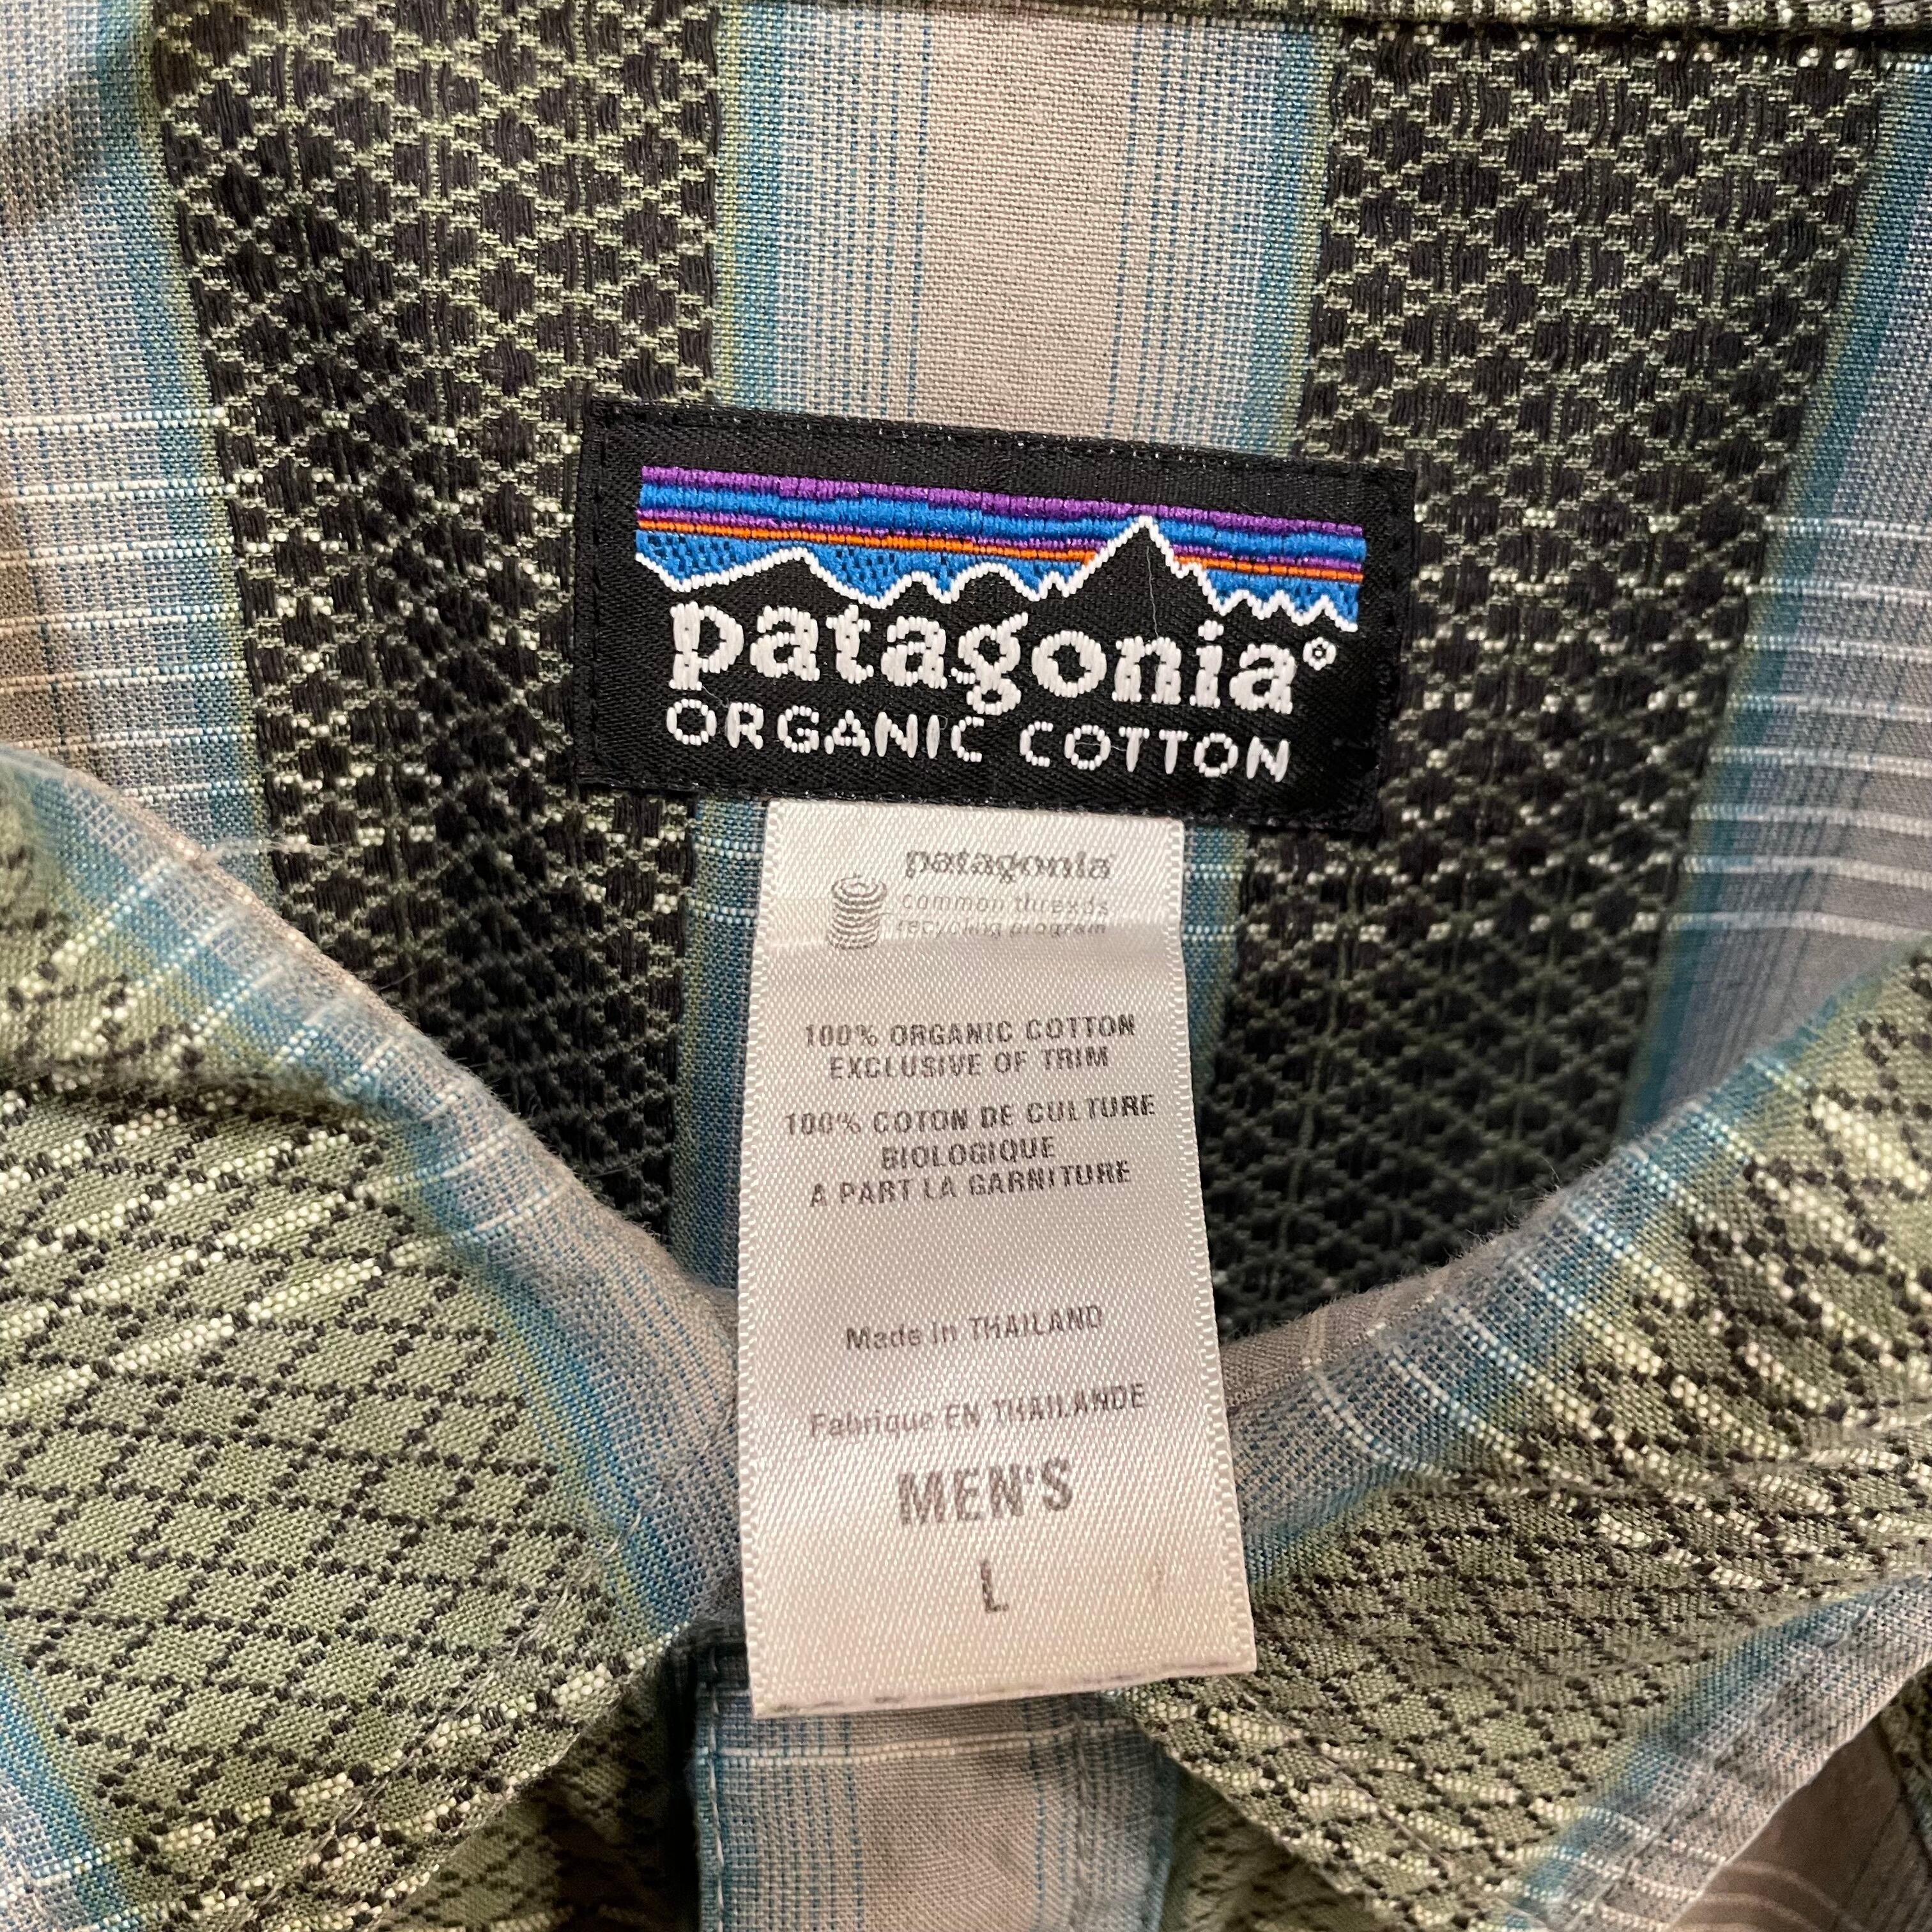 patagonia®
ORGANIC COTTON
patagonia
common threads
recycling program
100% ORGANIC COTTON
EXCLUSIVE OF TRIM
100% COTON DE CULTURE
BIOLOGIQUE
A PART LA GARNITURE
Made in THAILAND
Fabrique EN THAILANDE
MEN'S
L